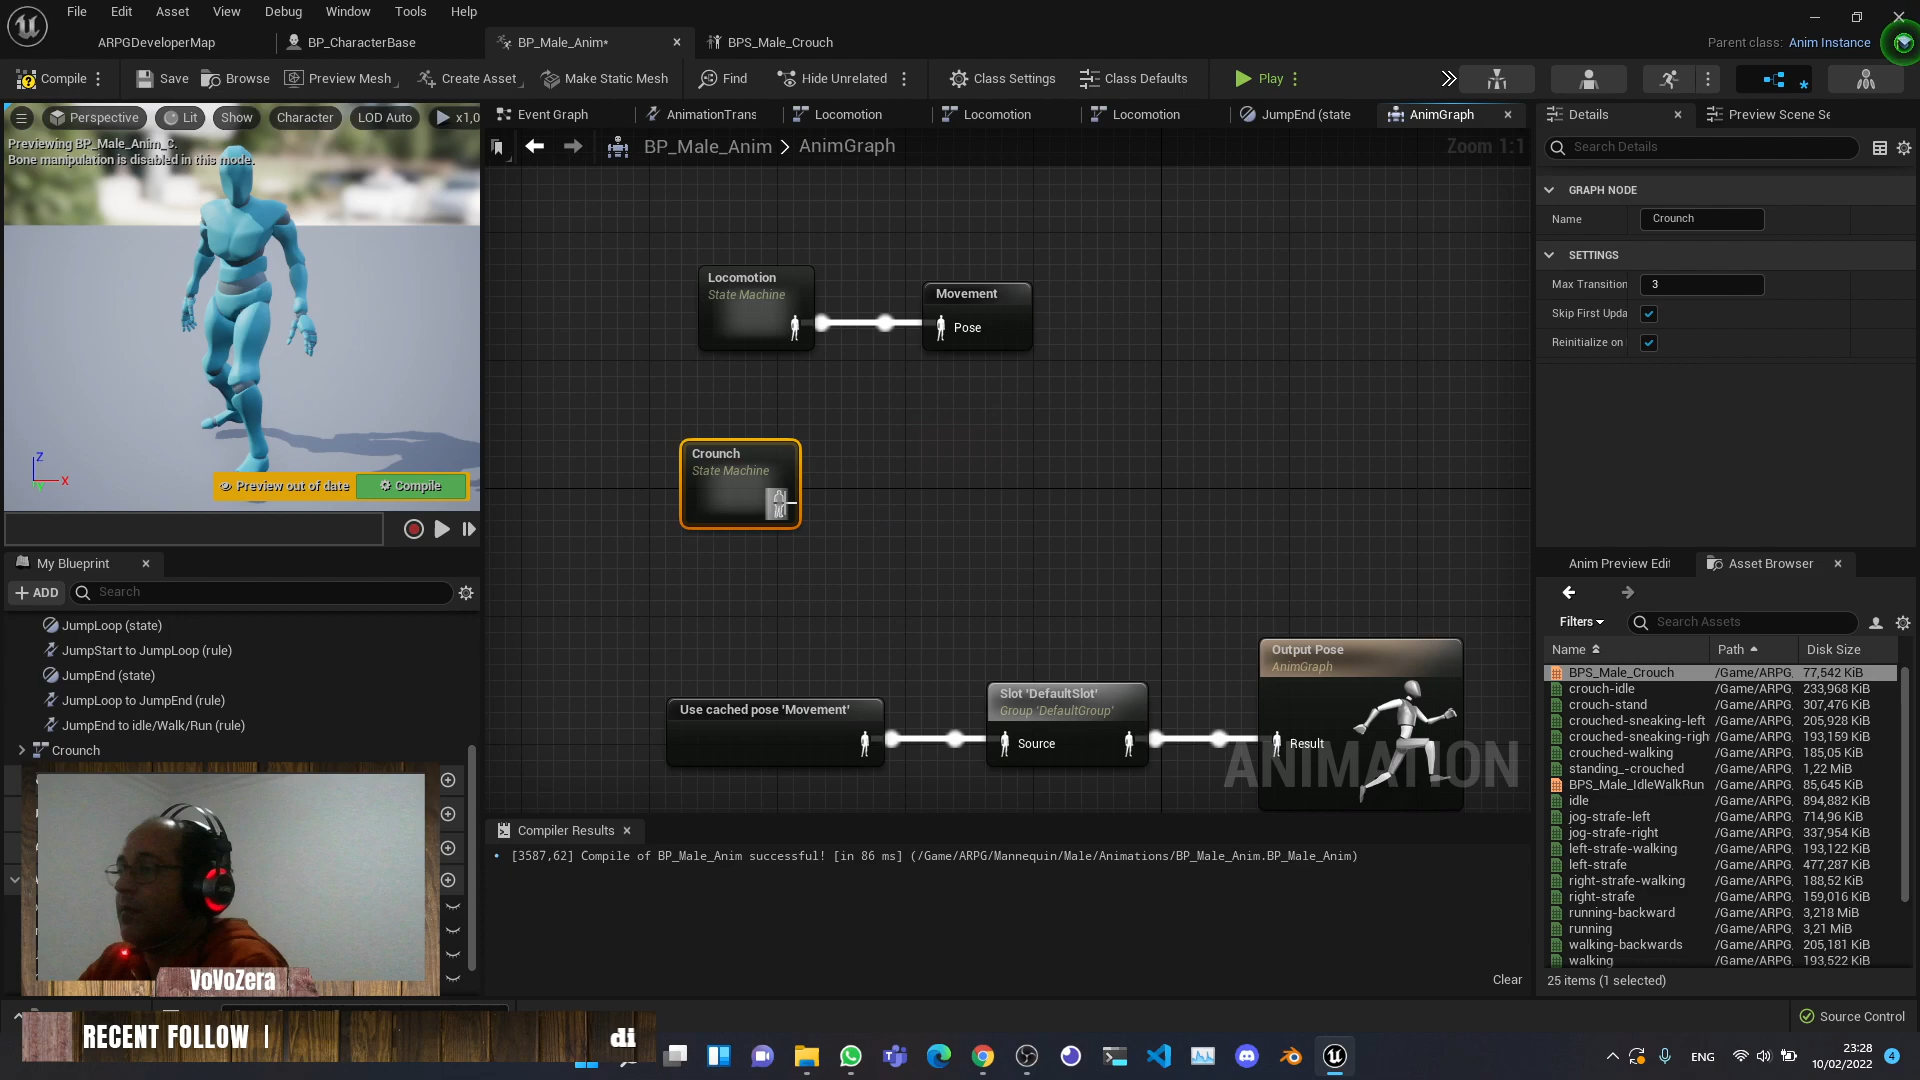 File Edit Asset View Debug Window Tools Help
ARPGDeveloperMap BP_CharacterBase BP_Male_Anim* BPS_Male_Crouch
Parent class: Anim Instance
Compile Save Browse Preview Mesh Create Asset Make Static Mesh Find Hide Unrelated Class Settings Class Defaults Play
Perspective Lit Show Character LOD Auto x1,0
Previewing BP_Male_Anim_C.
Bone manipulation is disabled in this mode.
Z
X
Y
Preview out of date Compile
Event Graph AnimationTrans Locomotion Locomotion Locomotion JumpEnd (state AnimGraph
BP_Male_Anim > AnimGraph
Zoom 1:1
Locomotion
State Machine
Movement
Pose
Crounch
State Machine
Use cached pose 'Movement'
Slot 'DefaultSlot'
Group 'DefaultGroup'
Source
Output Pose
AnimGraph
Result
ANIMATION
Compiler Results
• [3587,62] Compile of BP_Male_Anim successful! [in 86 ms] (/Game/ARPG/Mannequin/Male/Animations/BP_Male_Anim.BP_Male_Anim)
Clear
My Blueprint
+ ADD Search
JumpLoop (state)
JumpStart to JumpLoop (rule)
JumpEnd (state)
JumpLoop to JumpEnd (rule)
JumpEnd to idle/Walk/Run (rule)
Crounch
VoVoZera
RECENT FOLLOW | di
Details Preview Scene Se
Search Details
GRAPH NODE
Name Crounch
SETTINGS
Max Transition 3
Skip First Upda
Reinitialize on
Anim Preview Edit Asset Browser
Filters Search Assets
Name Path Disk Size
BPS_Male_Crouch /Game/ARPG, 77,542 KiB
crouch-idle /Game/ARPG, 233,968 KiB
crouch-stand /Game/ARPG, 307,476 KiB
crouched-sneaking-left /Game/ARPG, 205,928 KiB
crouched-sneaking-righ /Game/ARPG, 193,159 KiB
crouched-walking /Game/ARPG, 185,05 KiB
standing_-crouched /Game/ARPG, 1,22 MiB
BPS_Male_IdleWalkRun /Game/ARPG, 85,645 KiB
idle /Game/ARPG, 894,882 KiB
jog-strafe-left /Game/ARPG, 714,96 KiB
jog-strafe-right /Game/ARPG, 337,954 KiB
left-strafe-walking /Game/ARPG, 193,122 KiB
left-strafe /Game/ARPG, 477,287 KiB
right-strafe-walking /Game/ARPG, 188,52 KiB
right-strafe /Game/ARPG, 159,016 KiB
running-backward /Game/ARPG, 3,218 MiB
running /Game/ARPG, 3,21 MiB
walking-backwards /Game/ARPG, 205,181 KiB
walking /Game/ARPG, 193,522 KiB
25 items (1 selected)
Source Control
ENG
23:28
10/02/2022
4